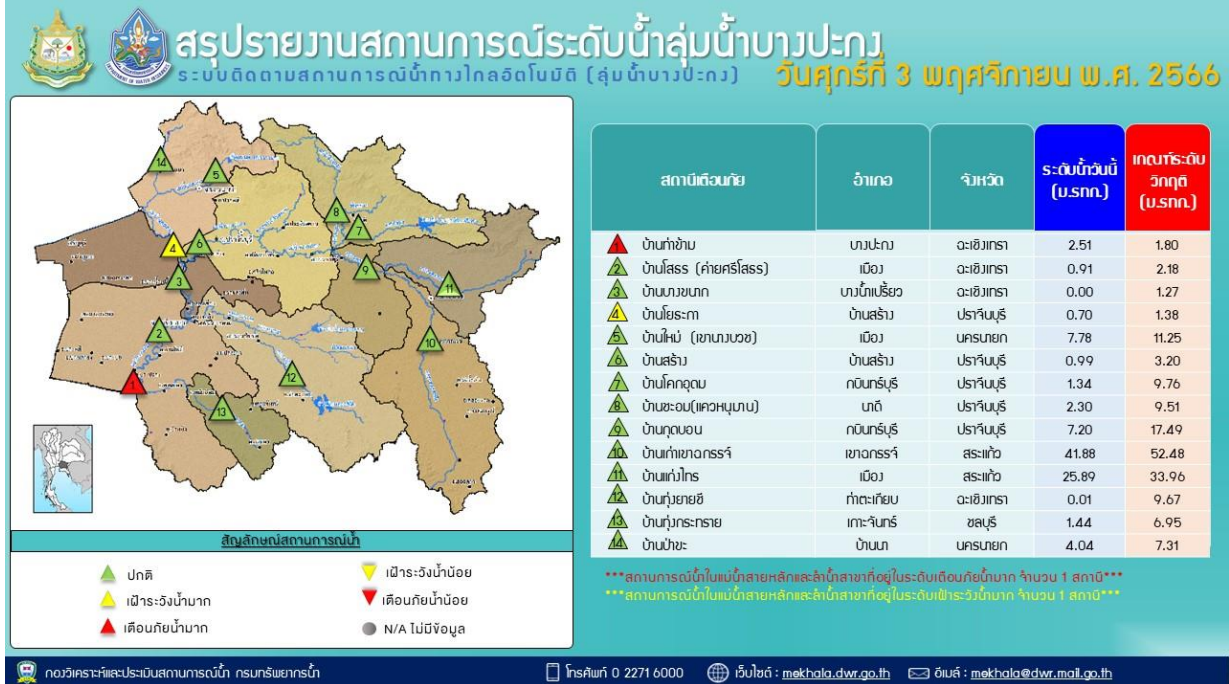 สรุปรายงานสถานการณ์ระดับน้ำลุ่มน้ำบางปะกง
ระบบติดตามสถานการณ์น้ำทางไกลอัตโนมัติ (ลุ่มน้ำบางปะกง)
วันศุกร์ที่ 3 พฤศจิกายน พ.ศ. 2566
สถานีเตือนภัย อำเภอ จังหวัด ระดับน้ำวันนี้ (ม.รทก.) เกณฑ์ระดับวิกฤติ (ม.รทก.)
1 บ้านท่าข้าม บางปะกง ฉะเชิงเทรา 2.51 1.80
2 บ้านโสธร (ค่ายศรีโสธร) เมือง ฉะเชิงเทรา 0.91 2.18
3 บ้านบางขนาก บางน้ำเปรี้ยว ฉะเชิงเทรา 0.00 1.27
4 บ้านโยธะกา บ้านสร้าง ปราจีนบุรี 0.70 1.38
5 บ้านใหม่ (เขานางบวช) เมือง นครนายก 7.78 11.25
6 บ้านสร้าง บ้านสร้าง ปราจีนบุรี 0.99 3.20
7 บ้านโคกอุดม กบินทร์บุรี ปราจีนบุรี 1.34 9.76
8 บ้านซะอม(แควหนุมาน) นาดี ปราจีนบุรี 2.30 9.51
9 บ้านกุดบอน กบินทร์บุรี ปราจีนบุรี 7.20 17.49
10 บ้านเก่าเขาฉกรรจ์ เขาฉกรรจ์ สระแก้ว 41.88 52.48
11 บ้านแก่งไทร เมือง สระแก้ว 25.89 33.96
12 บ้านทุ่งยายชี ท่าตะเกียบ ฉะเชิงเทรา 0.01 9.67
13 บ้านทุ่งกระทราย เกาะจันทร์ ชลบุรี 1.44 6.95
14 บ้านป่าขะ บ้านนา นครนายก 4.04 7.31
14
5
8
7
4
6
9
3
11
2
10
12
1
13
สัญลักษณ์สถานการณ์น้ำ
ปกติ เฝ้าระวังน้ำน้อย
เฝ้าระวังน้ำมาก เตือนภัยน้ำน้อย
เตือนภัยน้ำมาก N/A ไม่มีข้อมูล
***สถานการณ์น้ำในแม่น้ำสายหลักและลำน้ำสาขาที่อยู่ในระดับเตือนภัยน้ำมาก จำนวน 1 สถานี***
***สถานการณ์น้ำในแม่น้ำสายหลักและลำน้ำสาขาที่อยู่ในระดับเฝ้าระวังน้ำมาก จำนวน 1 สถานี***
กองวิเคราะห์และประเมินสถานการณ์น้ำ กรมทรัพยากรน้ำ โทรศัพท์ 0 2271 6000 เว็บไซต์ : mekhala.dwr.go.th อีเมล์ : mekhala@dwr.mail.go.th